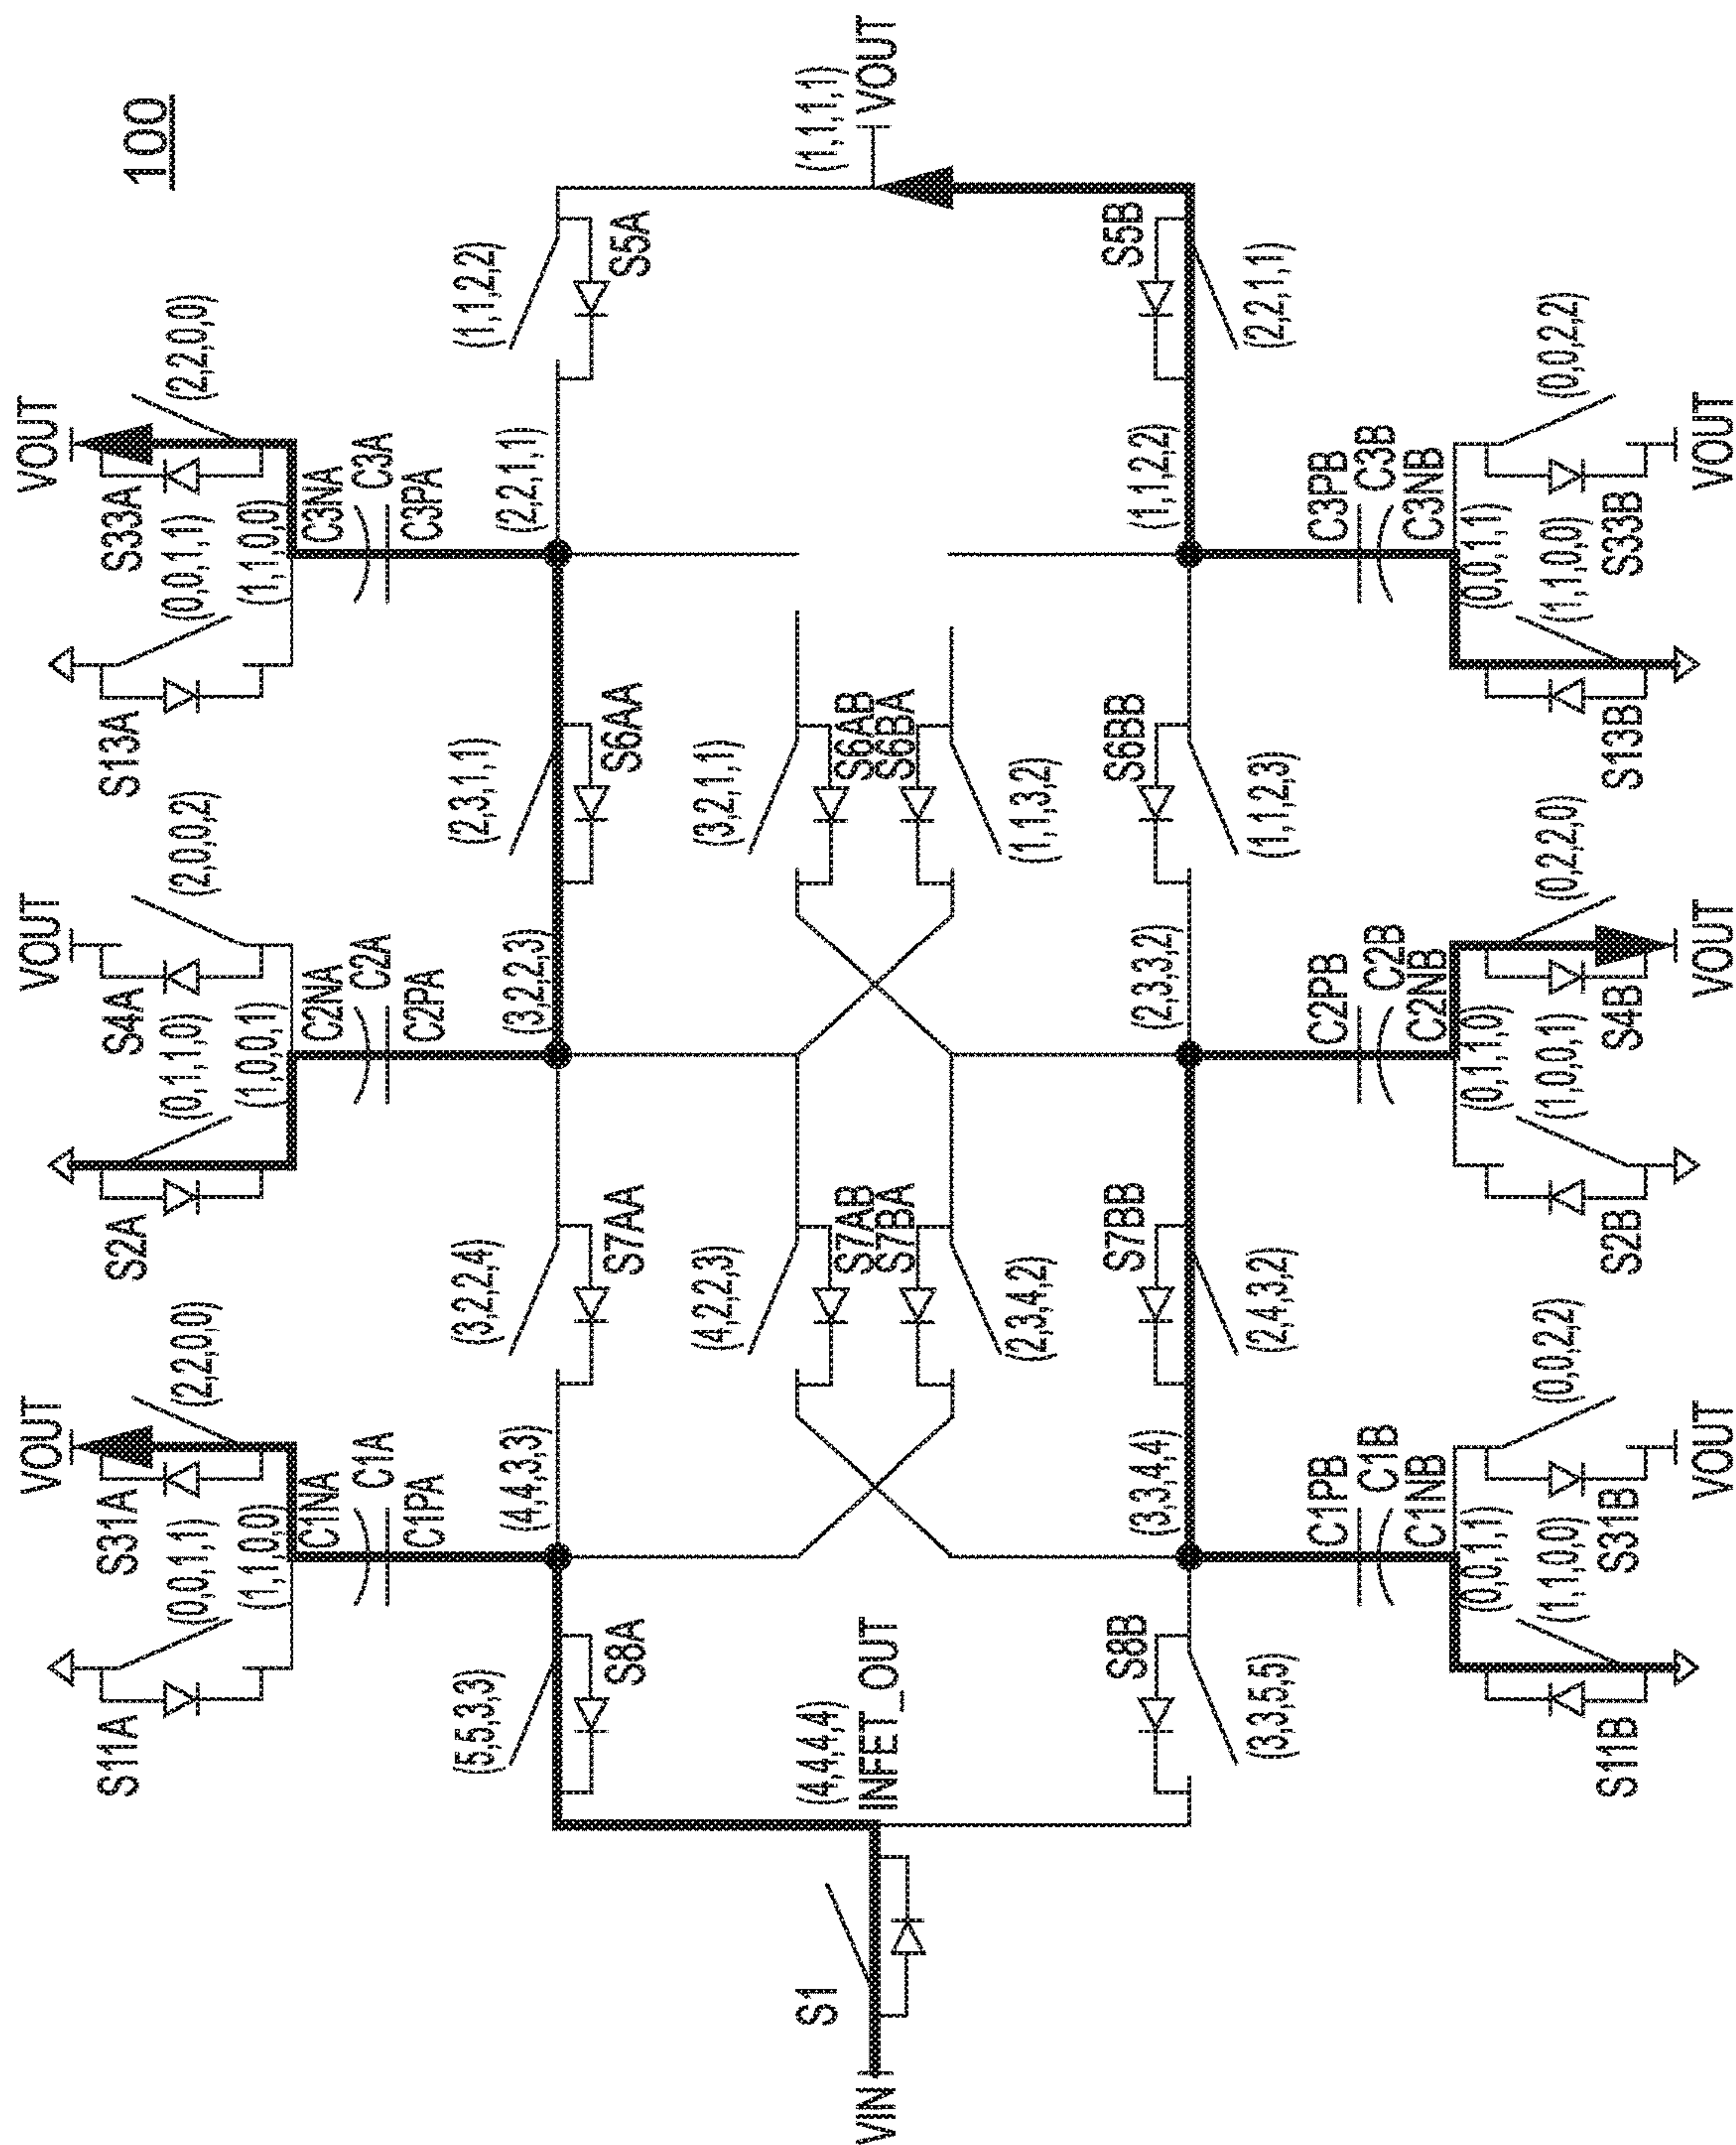 VOUT
VOUT
VOUT
100
S11A
S31A
S2A
S4A
S13A
S33A
(0,0,1,1)
(2,2,0,0)
(0,1,1,0)
(2,0,0,2)
(0,0,1,1)
(2,2,0,0)
(1,1,0,0)
(1,0,0,1)
(1,1,0,0)
C1NA
C2NA
C3NA
C1A
C2A
C3A
C1PA
C2PA
C3PA
(5,5,3,3)
(3,2,2,4)
(2,3,1,1)
(1,1,2,2)
(4,4,3,3)
(3,2,2,3)
(2,2,1,1)
S8A
S7AA
S6AA
S5A
(4,2,2,3)
(3,2,1,1)
S1
(4,4,4,4)
(1,1,1,1)
S7AB
S6AB
VIN
INFET_OUT
S7BA
S6BA
VOUT
(2,3,4,2)
(1,1,3,2)
S8B
S7BB
S6BB
S5B
(3,3,4,4)
(2,3,3,2)
(1,1,2,2)
(3,3,5,5)
(2,4,3,2)
(1,1,2,3)
(2,2,1,1)
C1PB
C2PB
C3PB
C1B
C2B
C3B
C1NB
C2NB
C3NB
(0,0,1,1)
(0,1,1,0)
(0,0,1,1)
(1,1,0,0)
(0,0,2,2)
(1,0,0,1)
(0,2,2,0)
(1,1,0,0)
(0,0,2,2)
S11B
S31B
S2B
S4B
S13B
S33B
VOUT
VOUT
VOUT